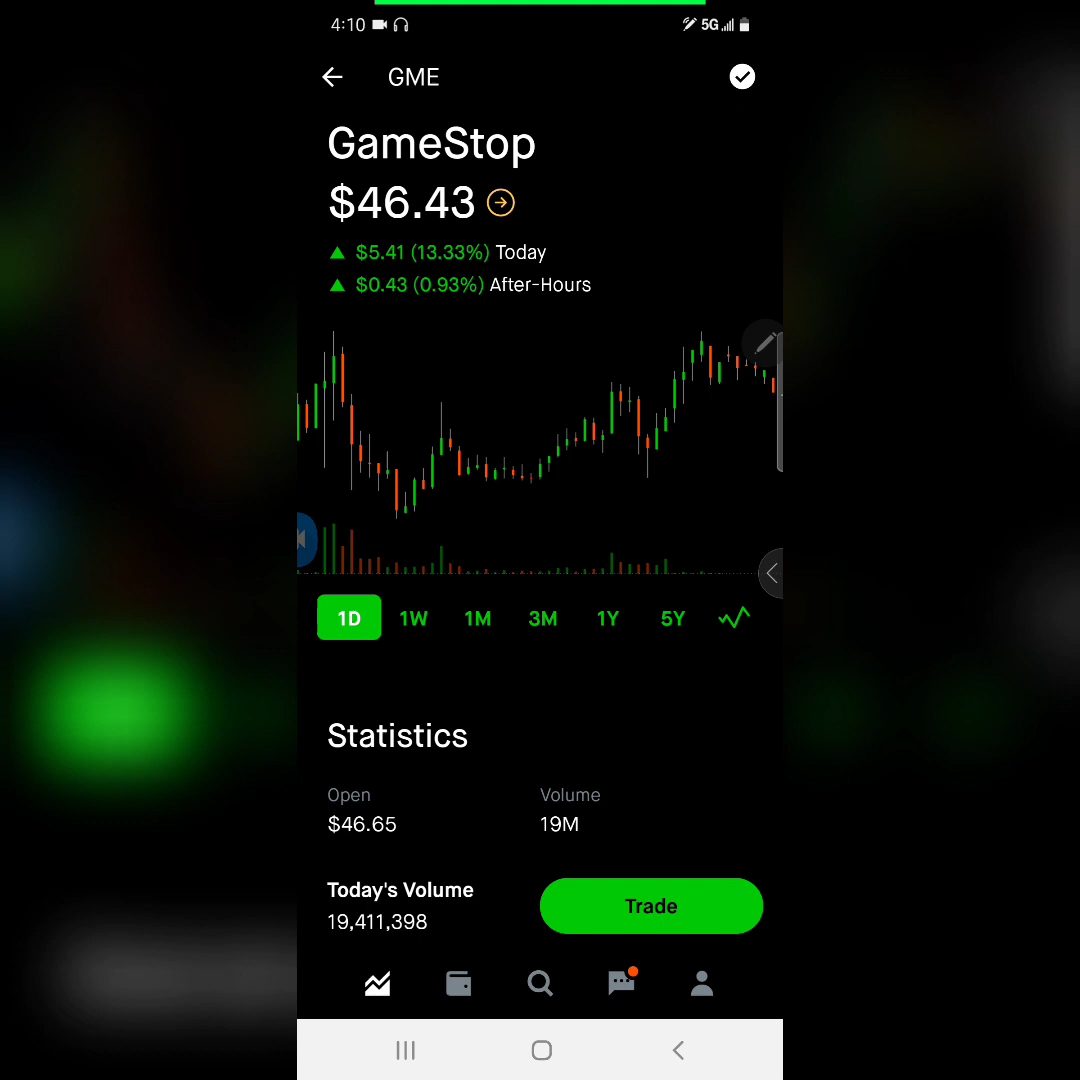 4:10 5G
GME
GameStop
$46.43
$5.41 (13.33%) Today
$0.43 (0.93%) After-Hours
1D 1W 1M 3M 1Y 5Y
Statistics
Open Volume
$46.65 19M
Today's Volume
19,411,398
Trade